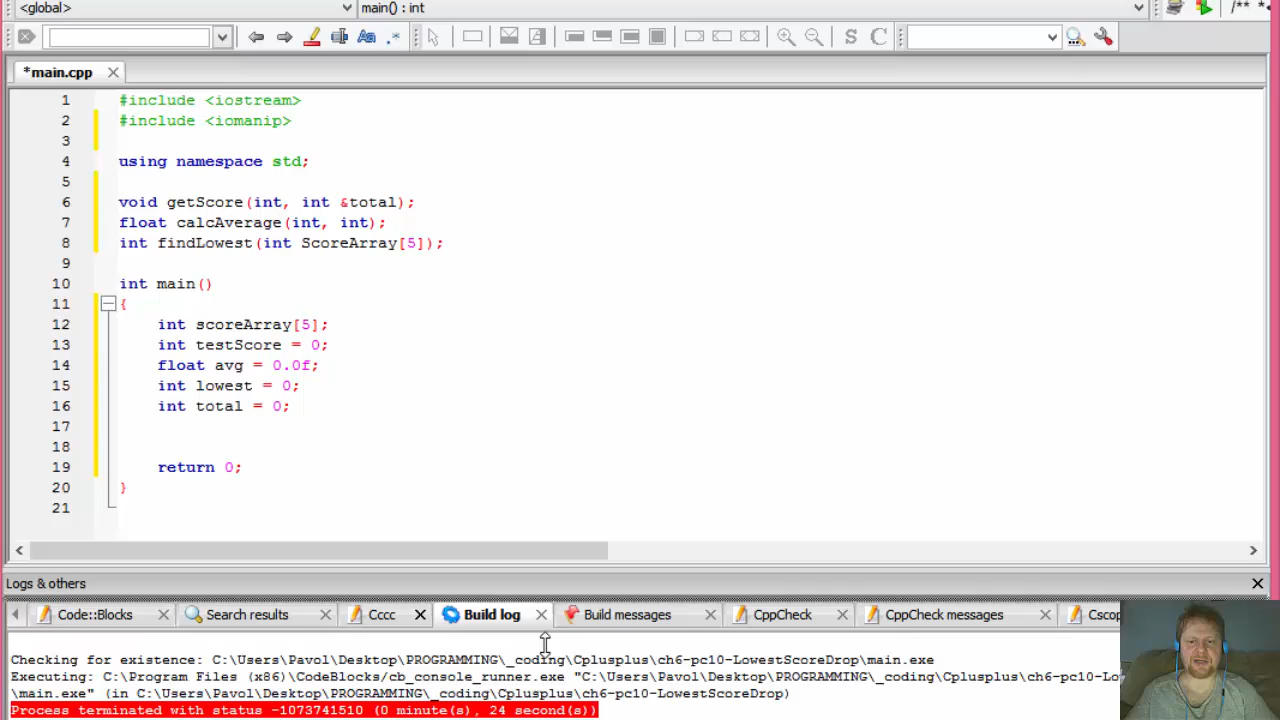 <global>
main() : int
/** *
S C
*main.cpp
1 #include <iostream>
2 #include <iomanip>
3
4 using namespace std;
5
6 void getScore(int, int &total);
7 float calcAverage(int, int);
8 int findLowest(int ScoreArray[5]);
9
10 int main()
11 {
12 int scoreArray[5];
13 int testScore = 0;
14 float avg = 0.0f;
15 int lowest = 0;
16 int total = 0;
17
18
19 return 0;
20 }
21
Logs & others
Code::Blocks Search results Cccc Build log Build messages CppCheck CppCheck messages Cscop
Checking for existence: C:\Users\Pavol\Desktop\PROGRAMMING\_coding\Cplusplus\ch6-pc10-LowestScoreDrop\main.exe
Executing: C:\Program Files (x86)\CodeBlocks/cb_console_runner.exe "C:\Users\Pavol\Desktop\PROGRAMMING\_coding\Cplusplus\ch6-pc10-Lo
\main.exe" (in C:\Users\Pavol\Desktop\PROGRAMMING\_coding\Cplusplus\ch6-pc10-LowestScoreDrop)
Process terminated with status -1073741510 (0 minute(s), 24 second(s))